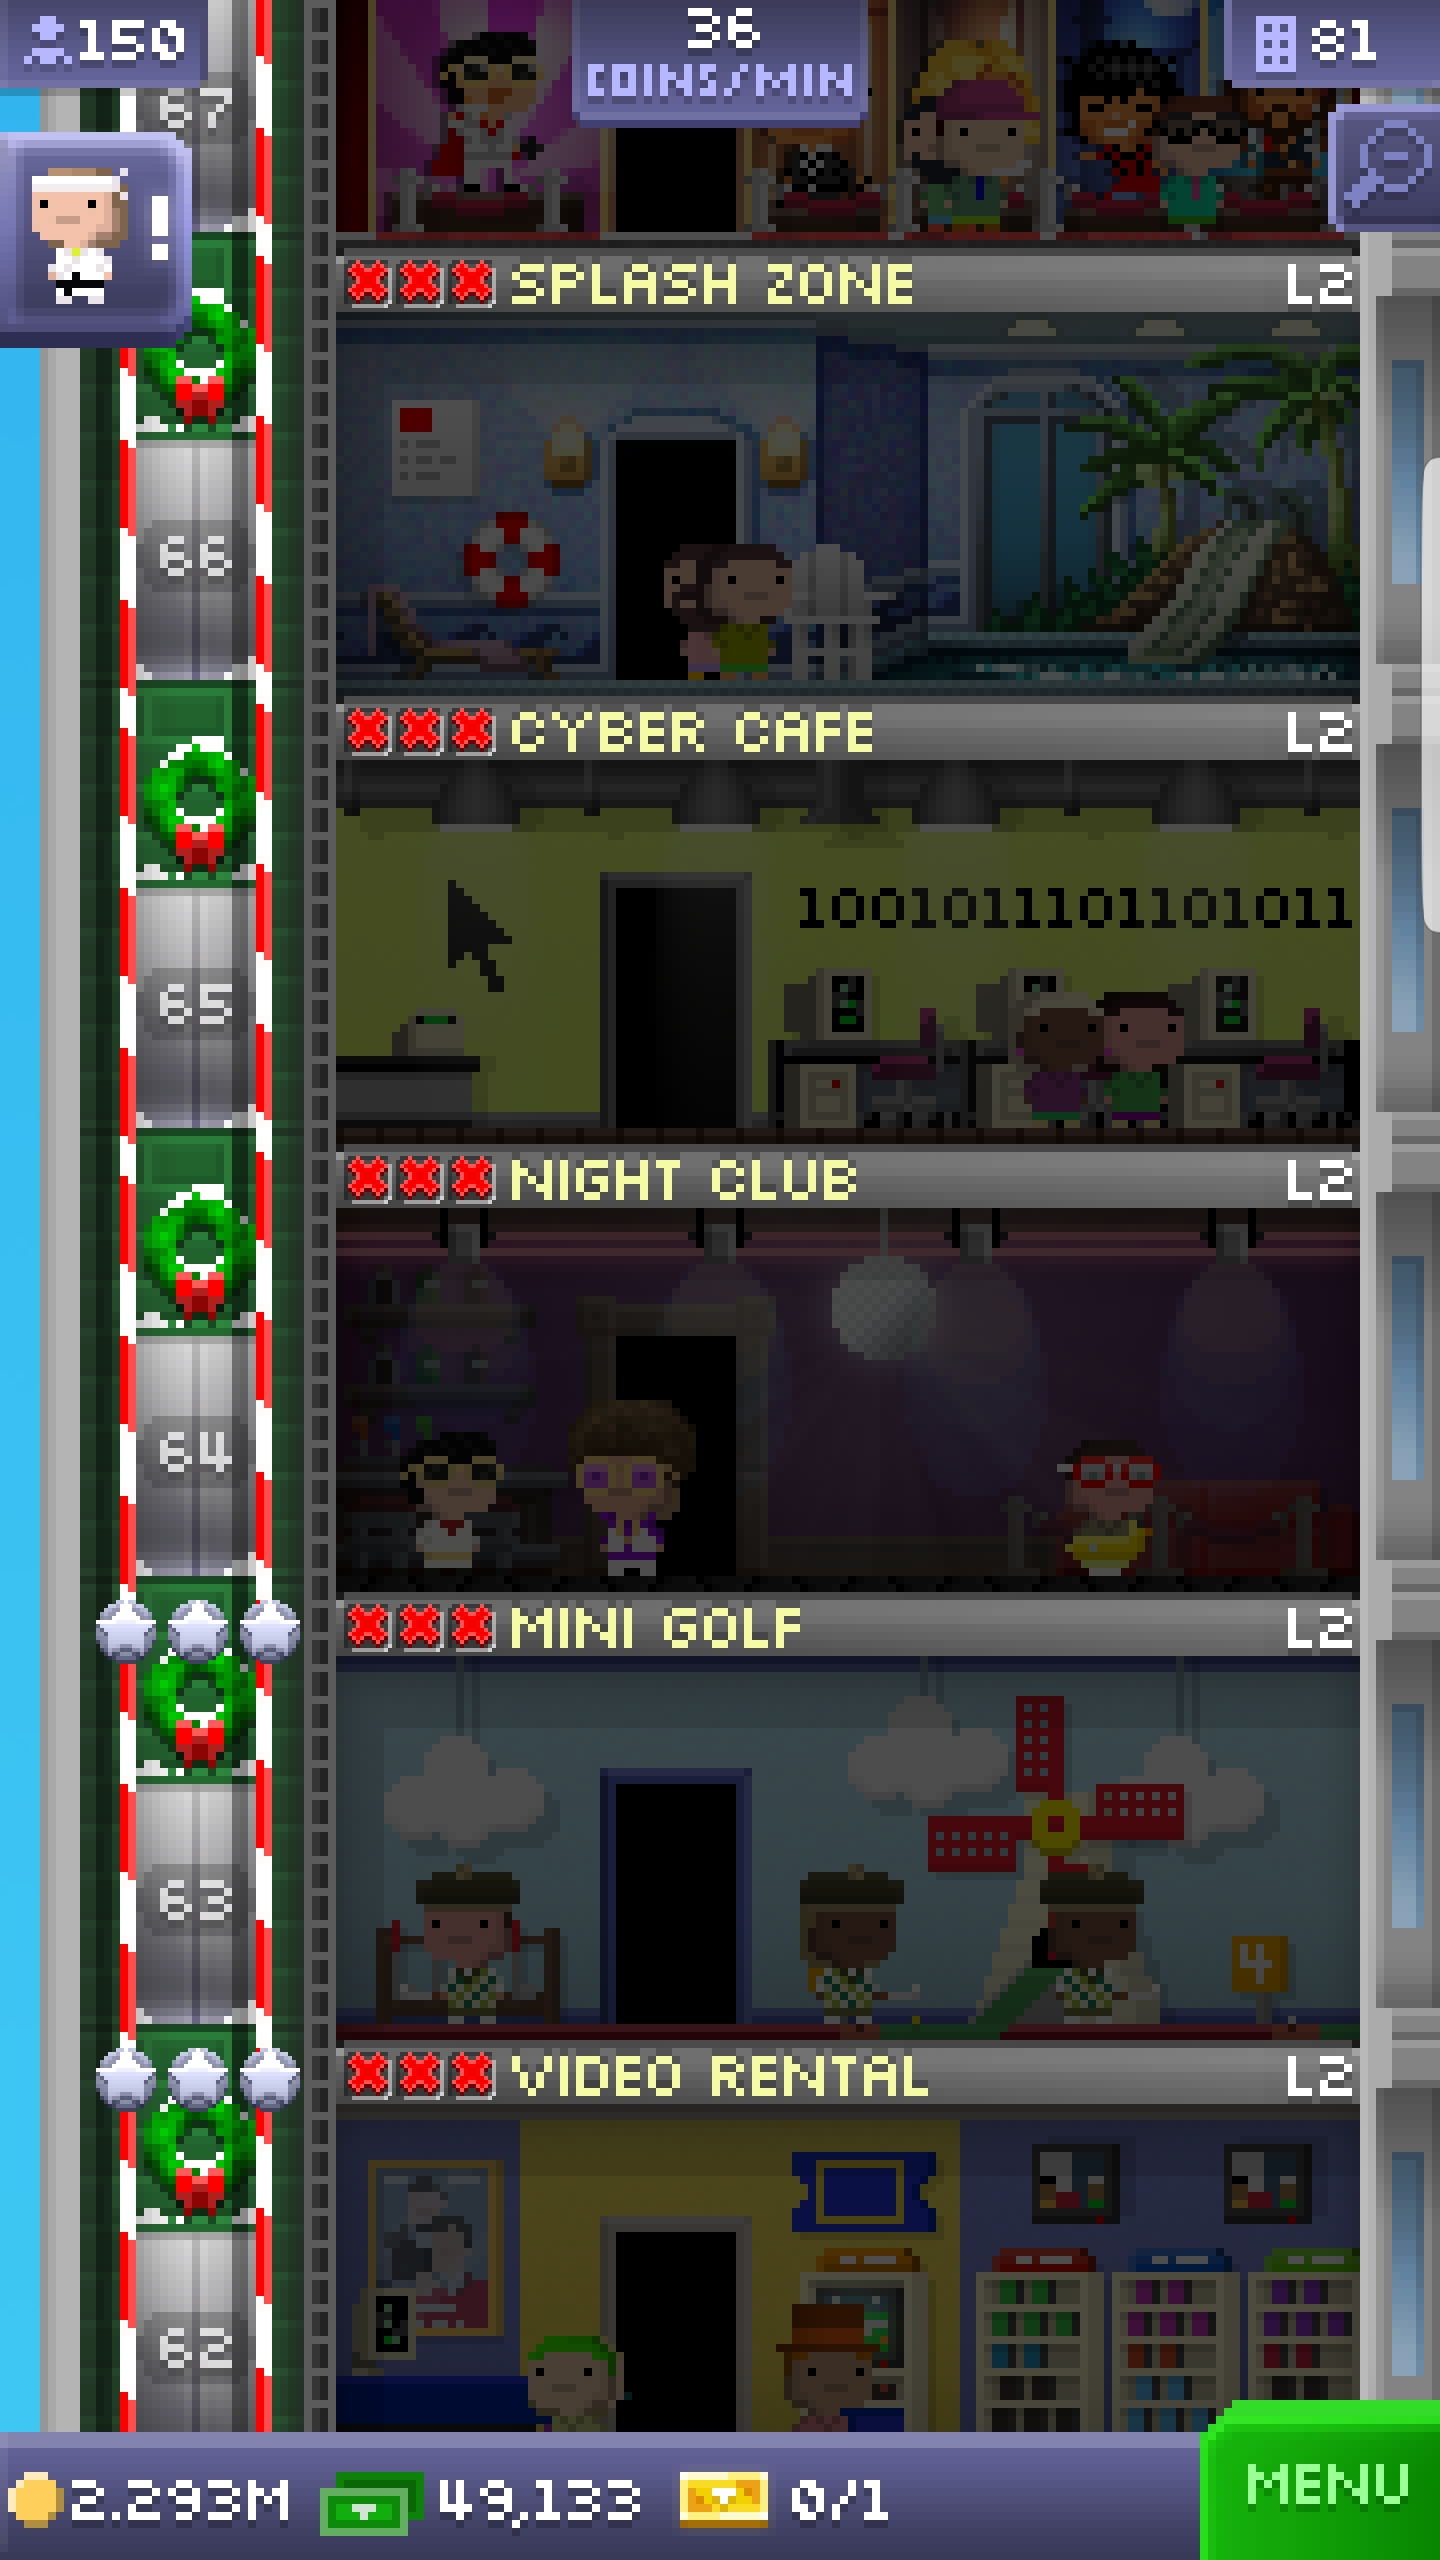 150
36
COINS/MIN
81
67
!
SPLASH ZONE
L2
66
CYBER CAFE
L2
1001011101101011
65
NIGHT CLUB
L2
64
MINI GOLF
L2
4
63
VIDEO RENTAL
L2
62
2.293M
49,133
0/1
MENU